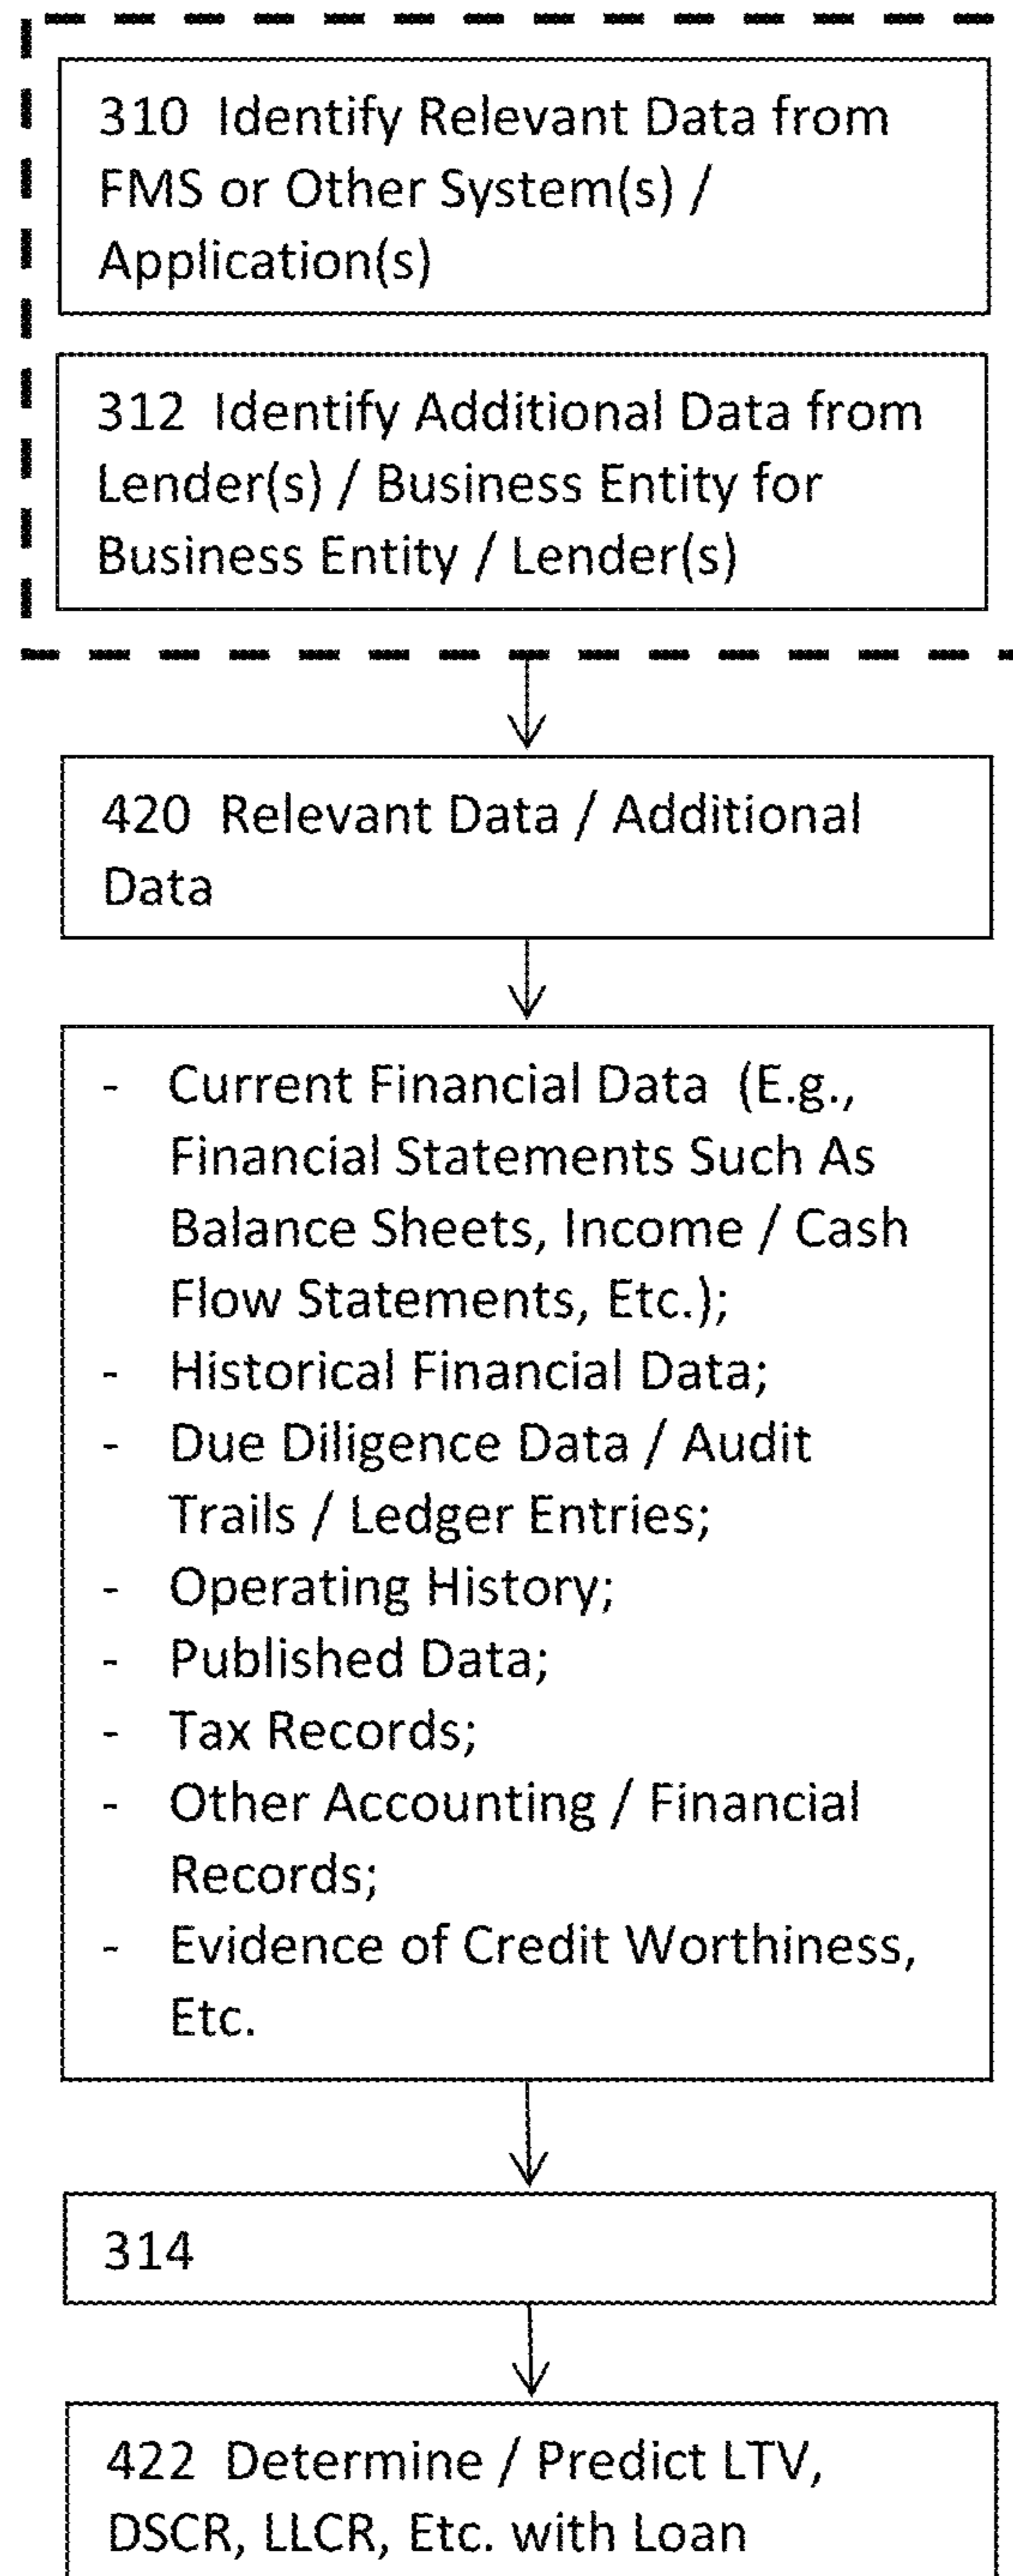 310 Identify Relevant Data from
FMS or Other System(s) /
Application(s)
312 Identify Additional Data from
Lender(s) / Business Entity for
Business Entity / Lender(s)
420 Relevant Data / Additional
Data
- Current Financial Data (E.g.,
Financial Statements Such As
Balance Sheets, Income / Cash
Flow Statements, Etc.);
- Historical Financial Data;
- Due Diligence Data / Audit
Trails / Ledger Entries;
- Operating History;
- Published Data;
- Tax Records;
- Other Accounting / Financial
Records;
- Evidence of Credit Worthiness,
Etc.
314
422 Determine / Predict LTV,
DSCR, LLCR, Etc. with Loan